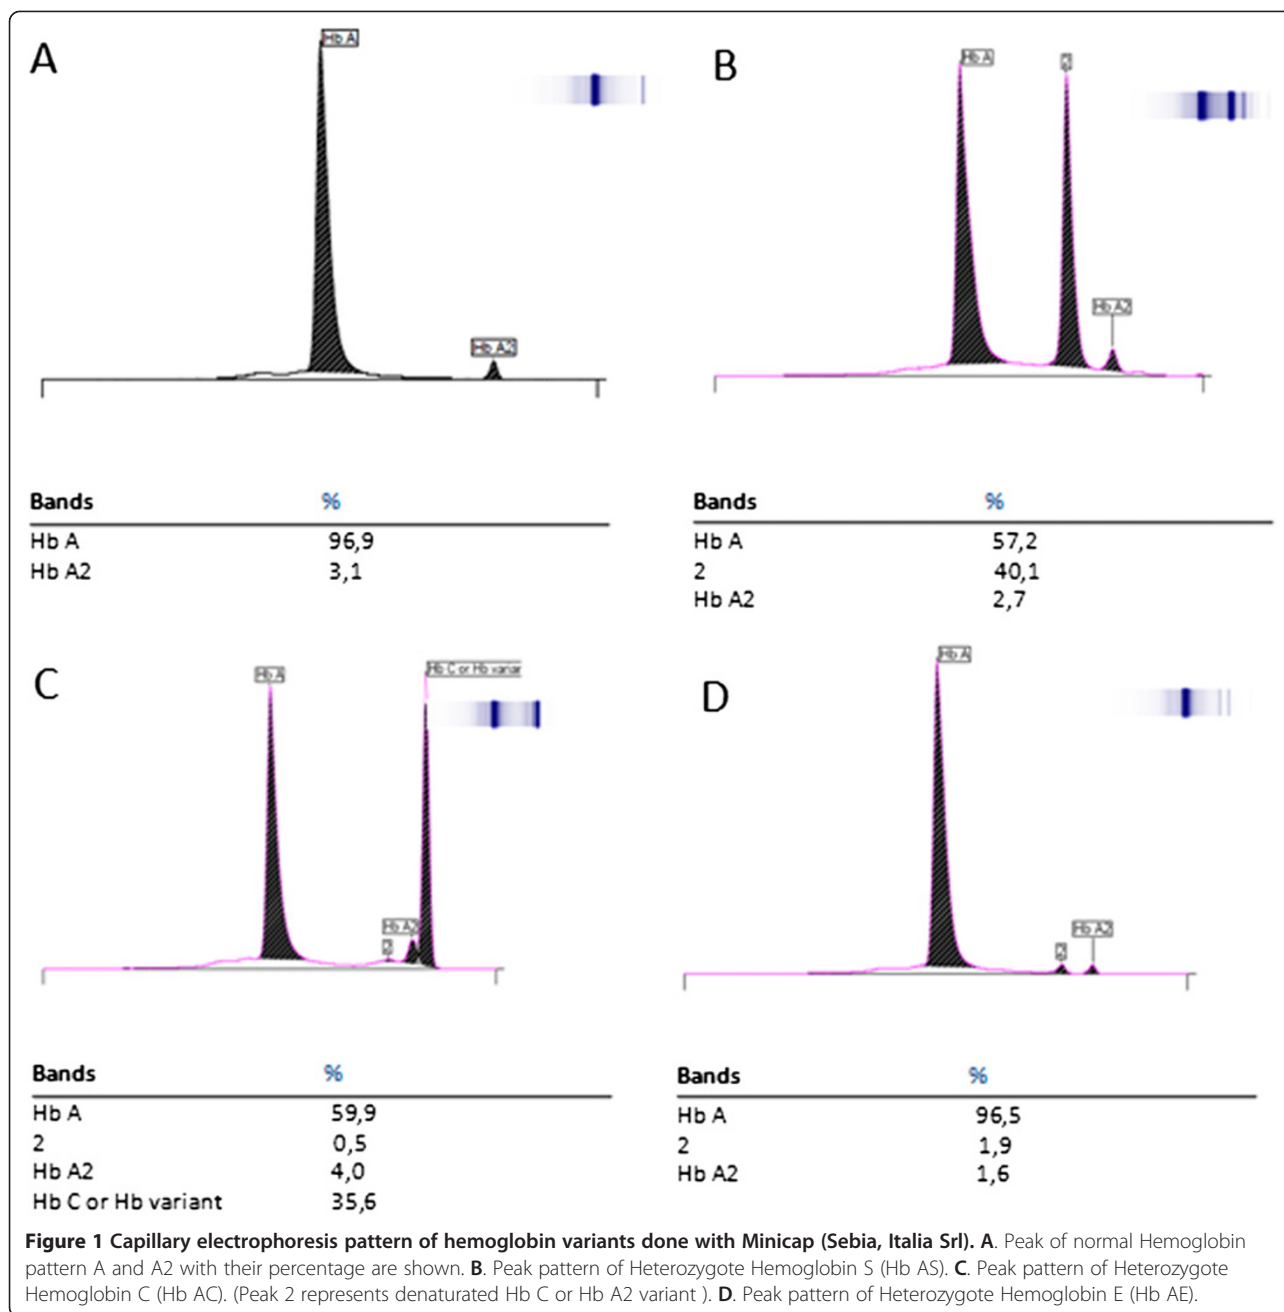 A
Hb A
Hb A2
Bands %
Hb A 96,9
Hb A2 3,1
B
Hb A
2
Hb A2
Bands %
Hb A 57,2
2 40,1
Hb A2 2,7
C
Hb A
2
Hb A2
Hb C or Hb varian
Bands %
Hb A 59,9
2 0,5
Hb A2 4,0
Hb C or Hb variant 35,6
D
Hb A
2
Hb A2
Bands %
Hb A 96,5
2 1,9
Hb A2 1,6
Figure 1 Capillary electrophoresis pattern of hemoglobin variants done with Minicap (Sebia, Italia Srl). A. Peak of normal Hemoglobin
pattern A and A2 with their percentage are shown. B. Peak pattern of Heterozygote Hemoglobin S (Hb AS). C. Peak pattern of Heterozygote
Hemoglobin C (Hb AC). (Peak 2 represents denaturated Hb C or Hb A2 variant ). D. Peak pattern of Heterozygote Hemoglobin E (Hb AE).